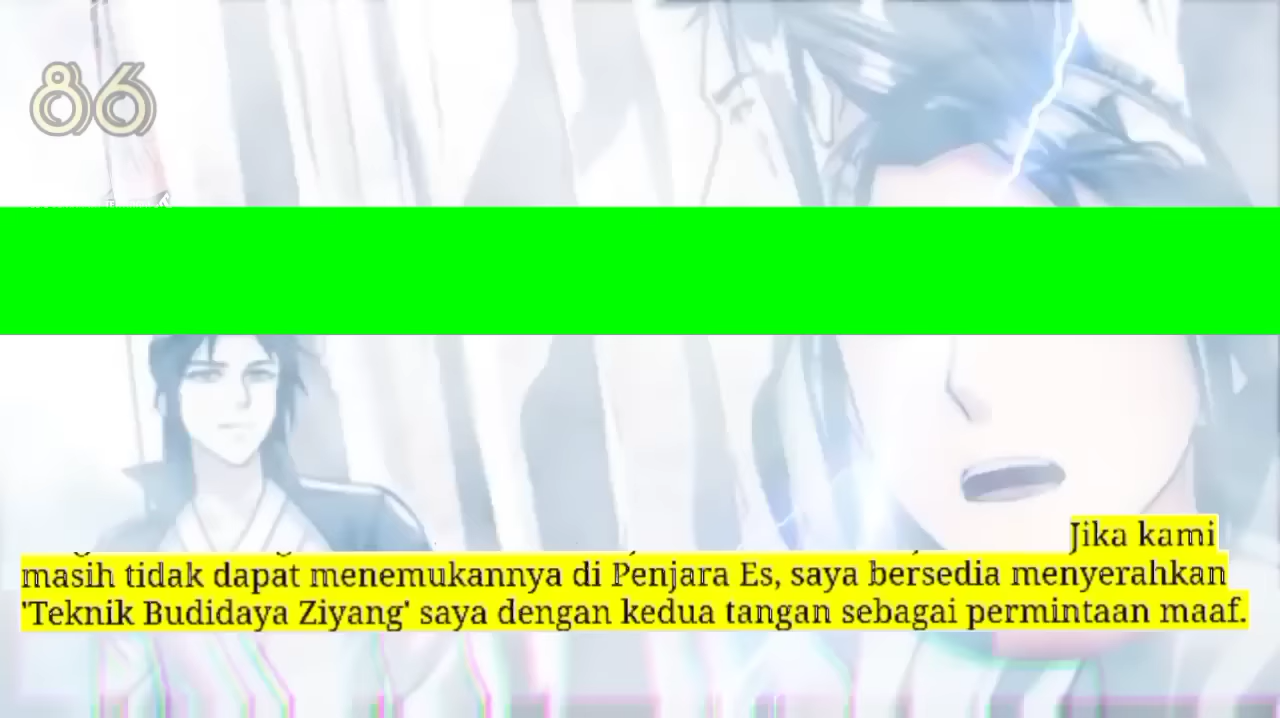 86
Jika kami
masih tidak dapat menemukannya di Penjara Es, saya bersedia menyerahkan
'Teknik Budidaya Ziyang' saya dengan kedua tangan sebagai permintaan maaf.